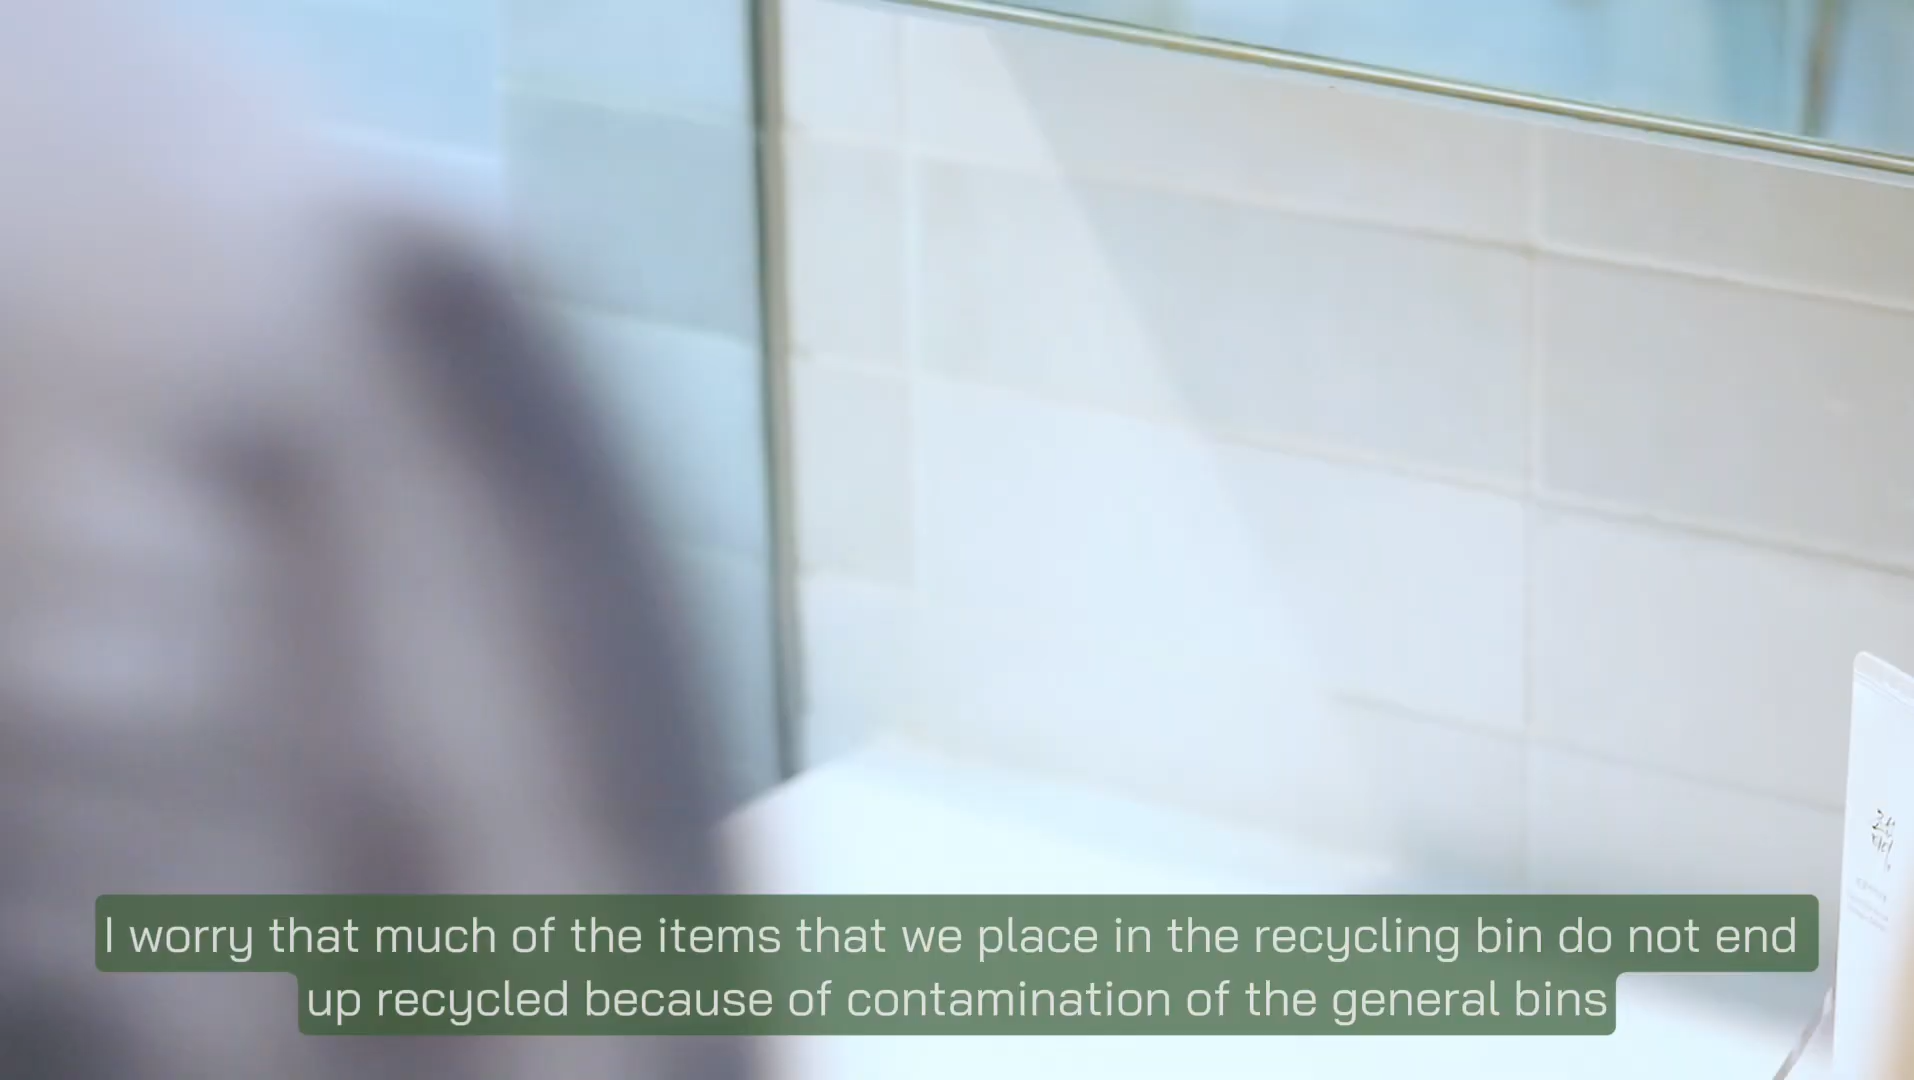 I worry that much of the items that we place in the recycling bin do not end
up recycled because of contamination of the general bins